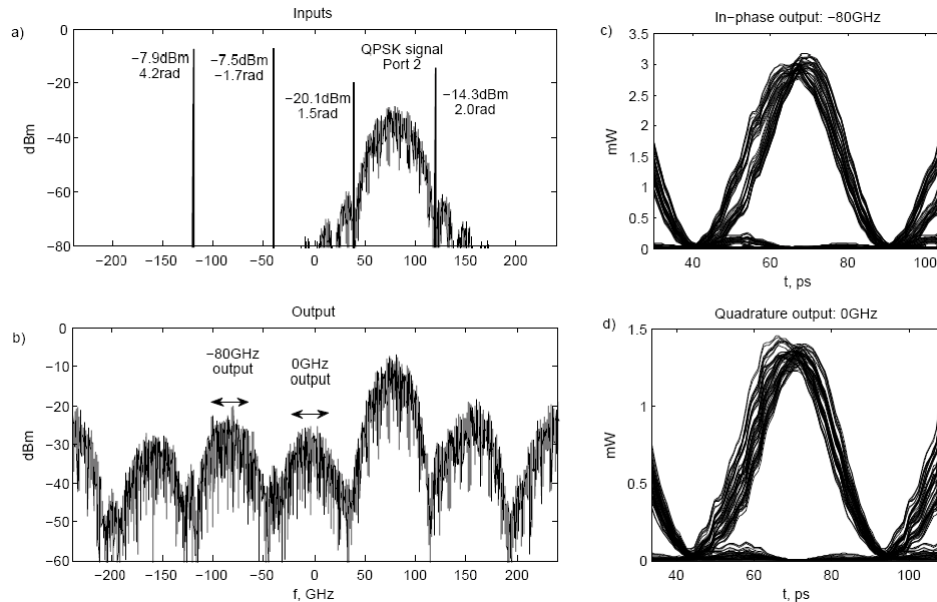 Inputs
a)
0
−20
−40
−60
−80
dBm
−7.9dBm
4.2rad
−7.5dBm
−1.7rad
−20.1dBm
1.5rad
QPSK signal
Port 2
−14.3dBm
2.0rad
−200 −150 −100 −50 0 50 100 150 200
Output
b)
0
−10
−20
−30
−40
−50
−60
dBm
−80GHz
output
0GHz
output
−200 −150 −100 −50 0 50 100 150 200
f, GHz
In−phase output: −80GHz
c)
3.5
3
2.5
2
1.5
1
0.5
0
mW
40 60 80 100
t, ps
Quadrature output: 0GHz
d)
1.5
1
0.5
0
mW
40 60 80 100
t, ps